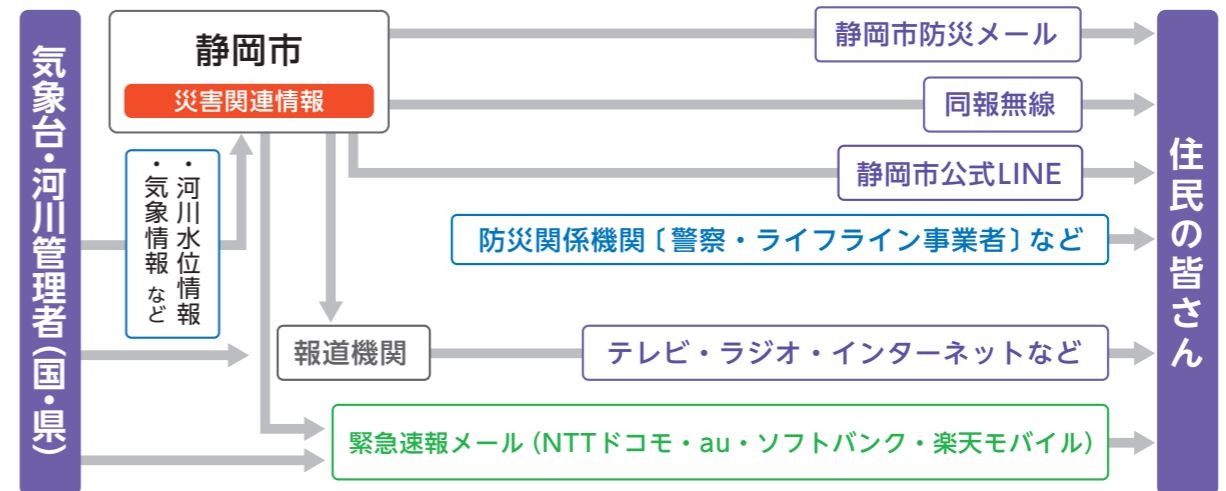 気象台・河川管理者（国・県）
静岡市
災害関連情報
・河川水位情報
・気象情報 など
静岡市防災メール
同報無線
静岡市公式LINE
防災関係機関〔警察・ライフライン事業者〕など
報道機関
テレビ・ラジオ・インターネットなど
緊急速報メール（NTTドコモ・au・ソフトバンク・楽天モバイル）
住民の皆さん